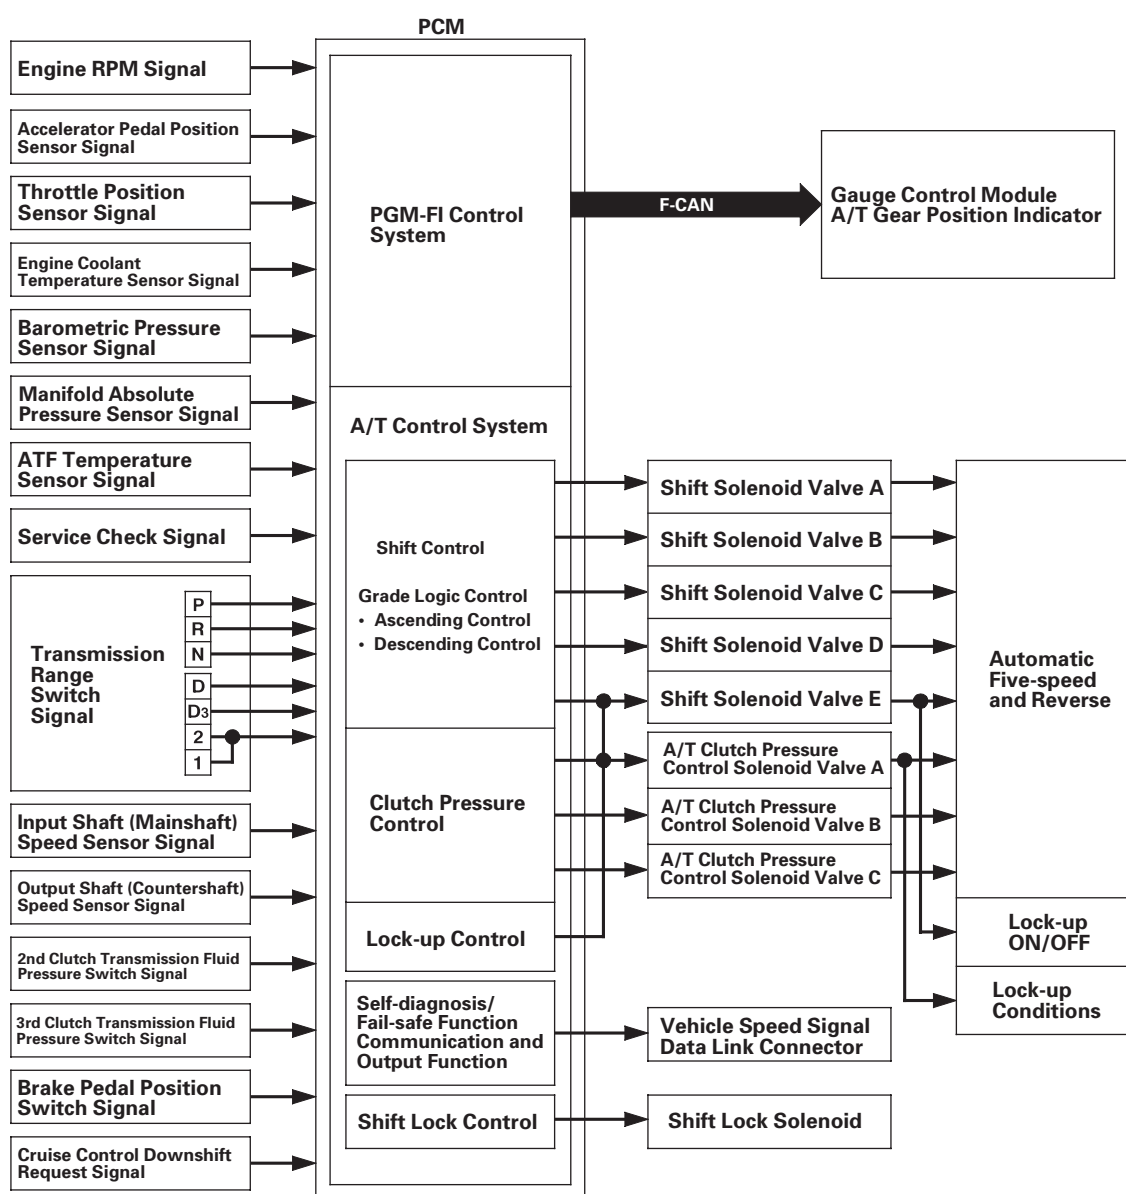 PCM
Engine RPM Signal
Accelerator Pedal Position
Sensor Signal
Throttle Position
Sensor Signal
Engine Coolant
Temperature Sensor Signal
Barometric Pressure
Sensor Signal
Manifold Absolute
Pressure Sensor Signal
ATF Temperature
Sensor Signal
Service Check Signal
Transmission
Range
Switch
Signal
P
R
N
D
D3
2
1
Input Shaft (Mainshaft)
Speed Sensor Signal
Output Shaft (Countershaft)
Speed Sensor Signal
2nd Clutch Transmission Fluid
Pressure Switch Signal
3rd Clutch Transmission Fluid
Pressure Switch Signal
Brake Pedal Position
Switch Signal
Cruise Control Downshift
Request Signal
PGM-FI Control
System
A/T Control System
Shift Control
Grade Logic Control
• Ascending Control
• Descending Control
Clutch Pressure
Control
Lock-up Control
Self-diagnosis/
Fail-safe Function
Communication and
Output Function
Shift Lock Control
F-CAN
Gauge Control Module
A/T Gear Position Indicator
Shift Solenoid Valve A
Shift Solenoid Valve B
Shift Solenoid Valve C
Shift Solenoid Valve D
Shift Solenoid Valve E
A/T Clutch Pressure
Control Solenoid Valve A
A/T Clutch Pressure
Control Solenoid Valve B
A/T Clutch Pressure
Control Solenoid Valve C
Vehicle Speed Signal
Data Link Connector
Shift Lock Solenoid
Automatic
Five-speed
and Reverse
Lock-up
ON/OFF
Lock-up
Conditions